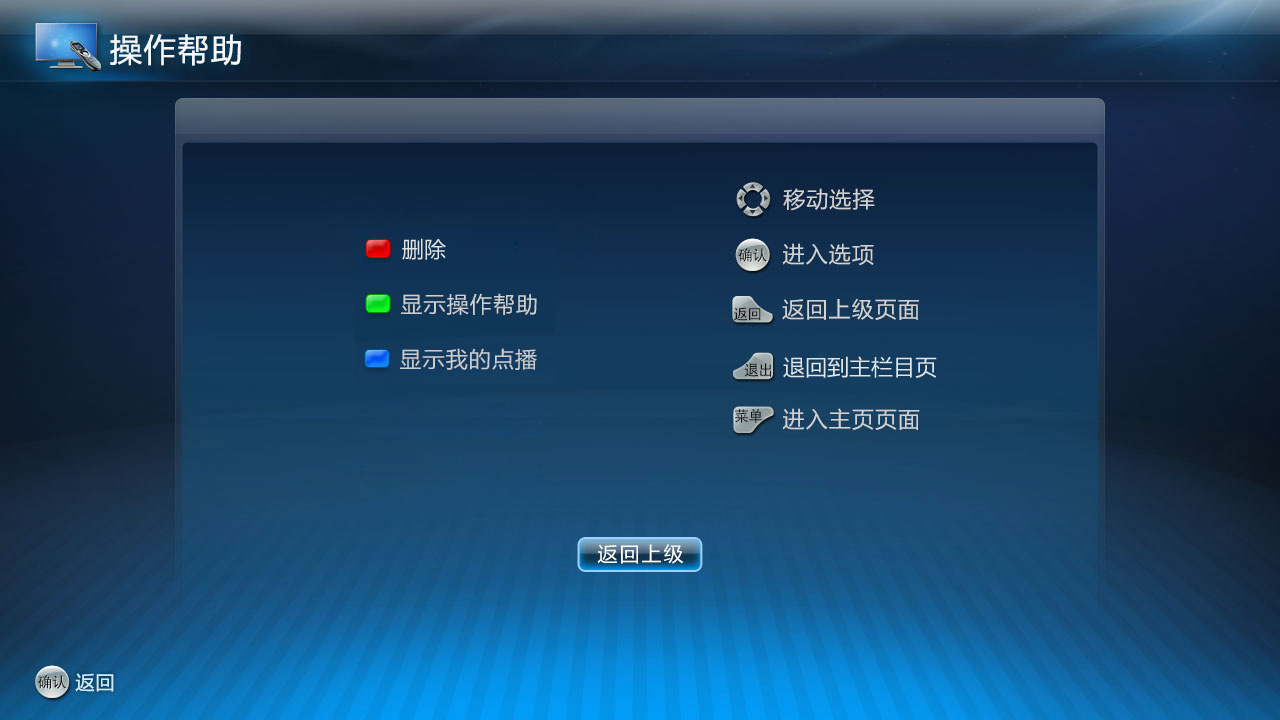 操作帮助
删除
显示操作帮助
显示我的点播
移动选择
确认 进入选项
返回 返回上级页面
退出 退回到主栏目页
菜单 进入主页页面
返回上级
确认 返回